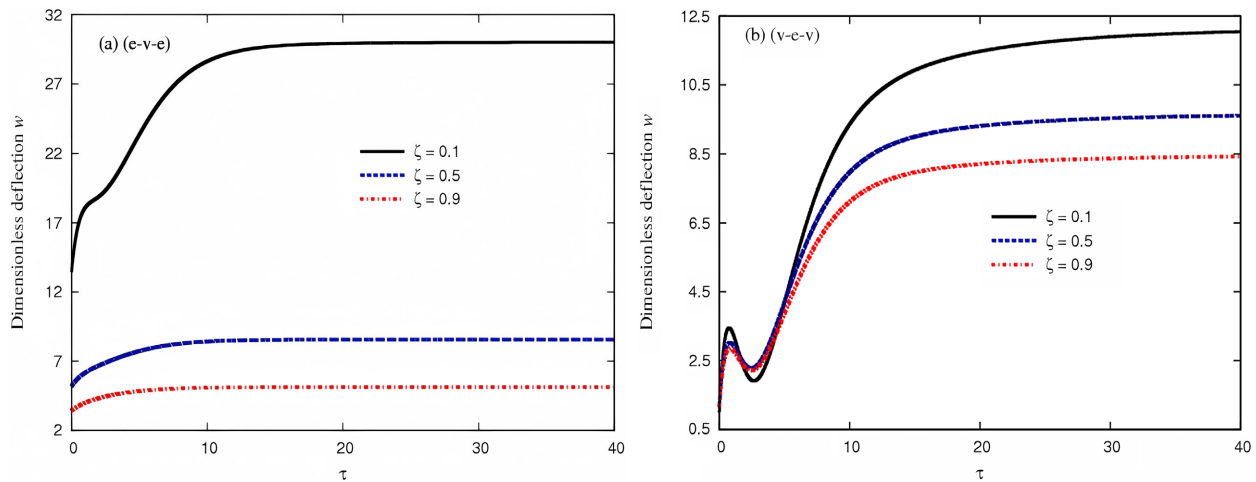 32
27
22
17
12
7
2
Dimensionless deflection w
(a) (e-v-e)
ζ = 0.1
ζ = 0.5
ζ = 0.9
0
10
20
30
40
τ
12.5
10.5
8.5
6.5
4.5
2.5
0.5
Dimensionless deflection w
(b) (v-e-v)
ζ = 0.1
ζ = 0.5
ζ = 0.9
0
10
20
30
40
τ